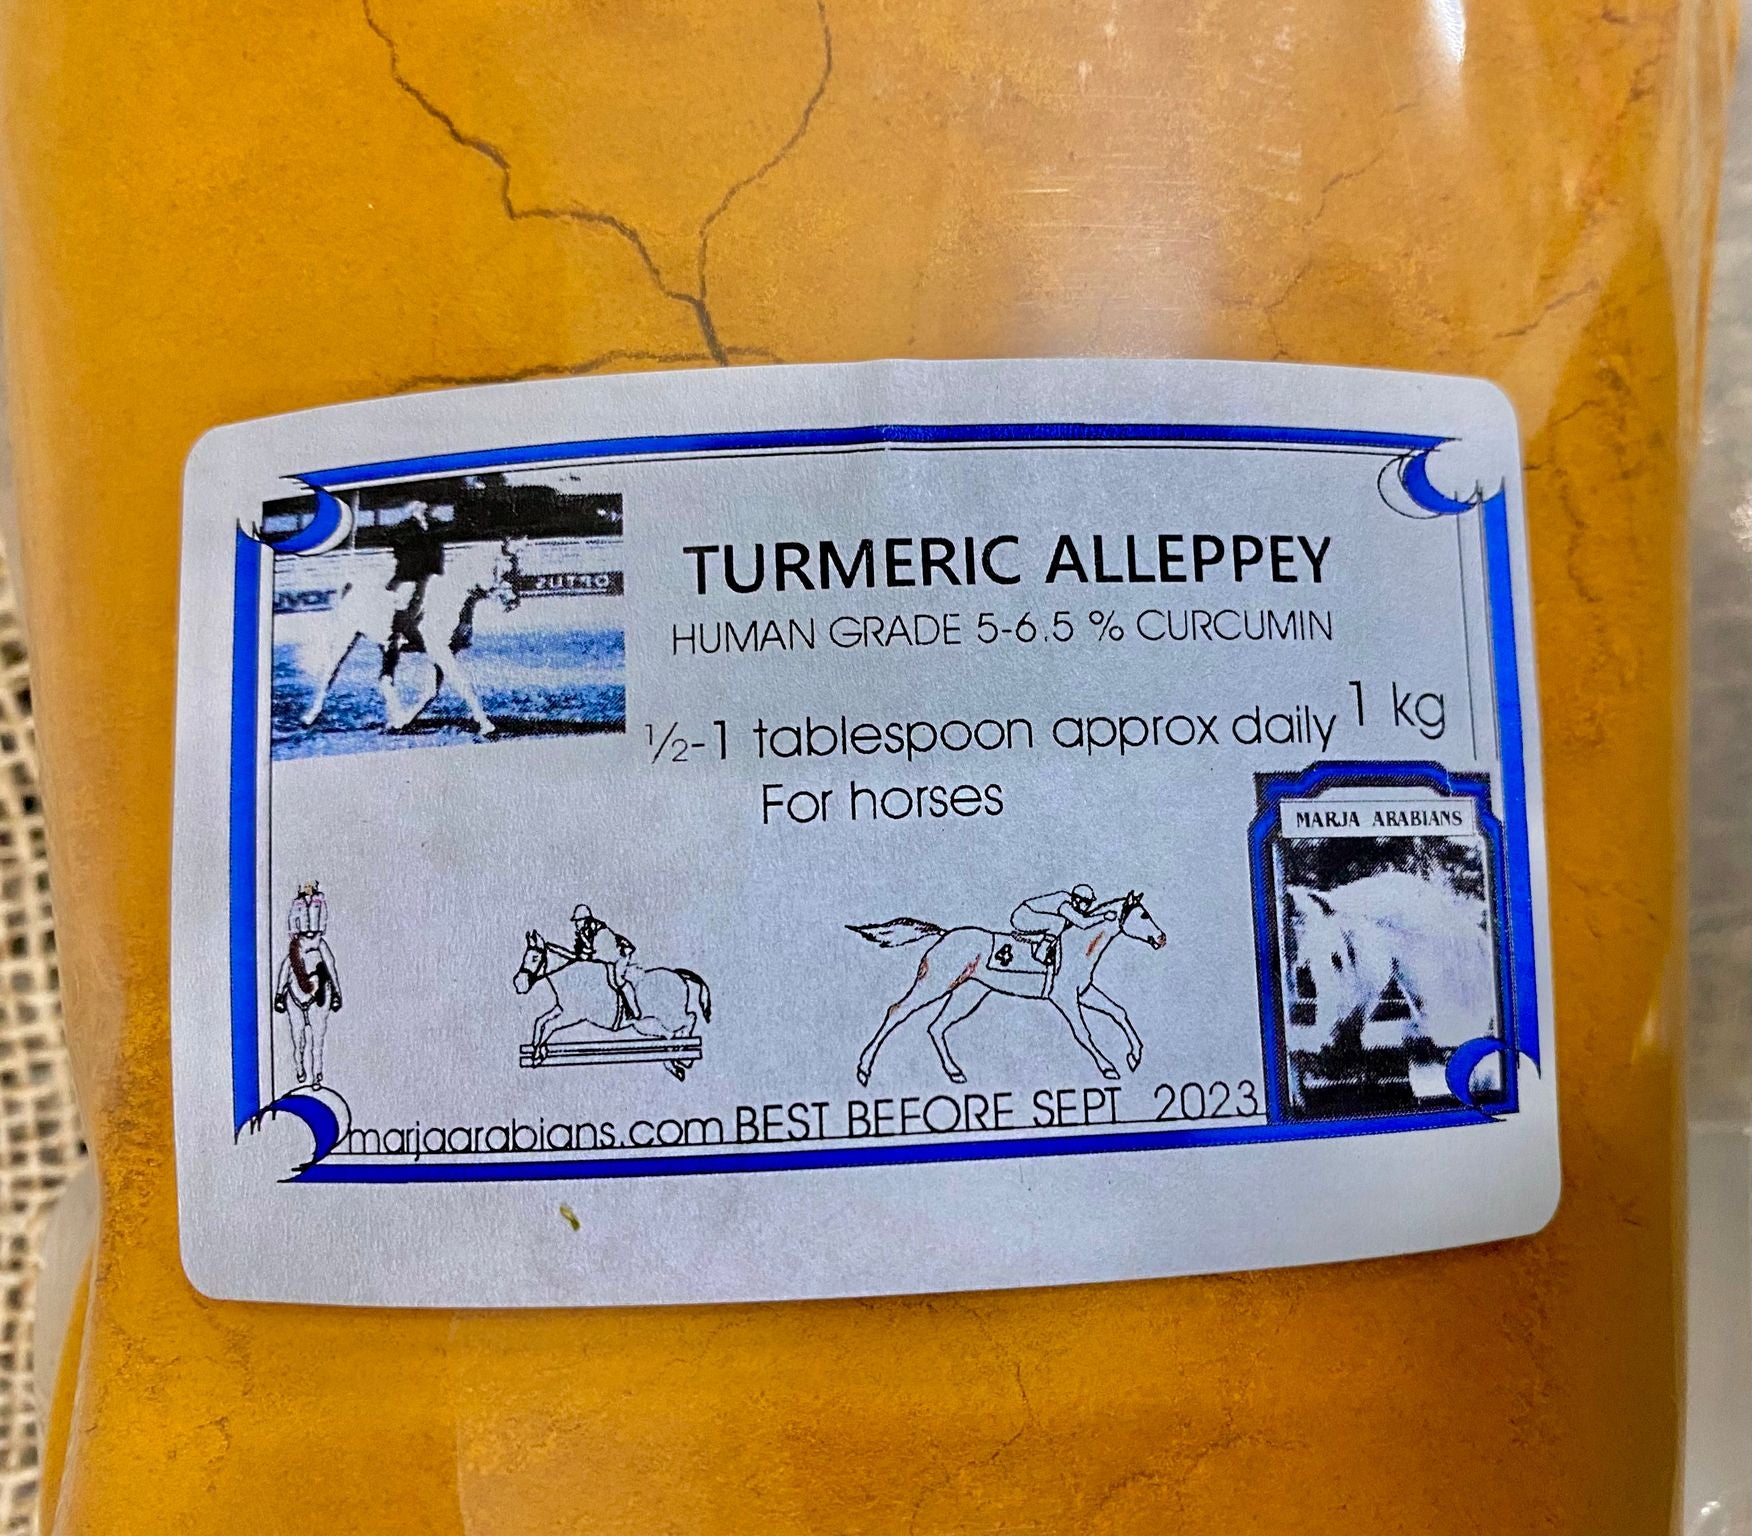 TURMERIC ALLEPPEY
HUMAN GRADE 5-6.5 % CURCUMIN
½-1 tablespoon approx daily 1 kg
For horses
MARJA ARABIANS
4
marjaarabians.com BEST BEFORE SEPT 2023